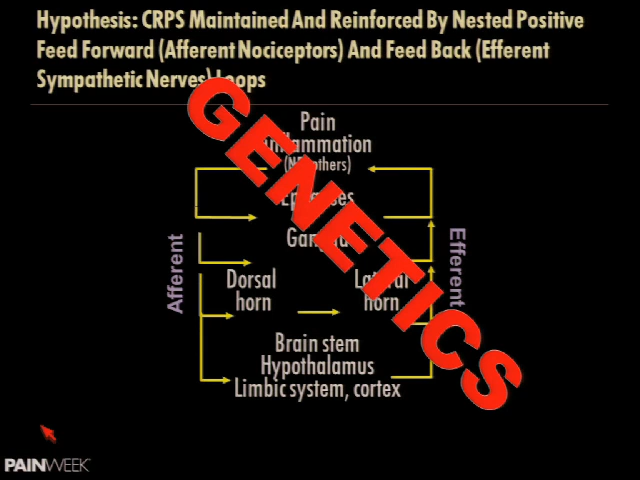 Hypothesis: CRPS Maintained And Reinforced By Nested Positive
Feed Forward (Afferent Nociceptors) And Feed Back (Efferent
Sympathetic Nerves) Loops
GENETICS
Pain
Inflammation
Afferent
Efferent
Dorsal
horn
Lateral
horn
Brain stem
Hypothalamus
Limbic system, cortex
PAINWEEK